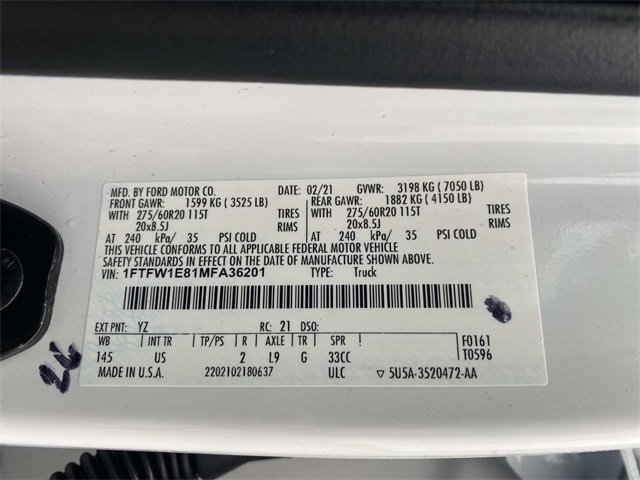 MFD. BY FORD MOTOR CO. DATE: 02/21 GVWR: 3198 KG ( 7050 LB)
FRONT GAWR: 1599 KG ( 3525 LB) REAR GAWR: 1882 KG ( 4150 LB)
WITH 275/60R20 115T TIRES WITH 275/60R20 115T TIRES
20x8.5J RIMS 20x8.5J RIMS
AT 240 kPa/ 35 PSI COLD AT 240 kPa/ 35 PSI COLD
THIS VEHICLE CONFORMS TO ALL APPLICABLE FEDERAL MOTOR VEHICLE
SAFETY STANDARDS IN EFFECT ON THE DATE OF MANUFACTURE SHOWN ABOVE.
VIN: 1FTFW1E81MFA36201 TYPE: Truck
EXT PNT: YZ RC: 21 DSO:
WB INT TR TP/PS R AXLE TR SPR F0161
145 US 2 L9 G 33CC T0596
MADE IN U.S.A. 2202102180637 ULC ▽ 5U5A-3520472-AA